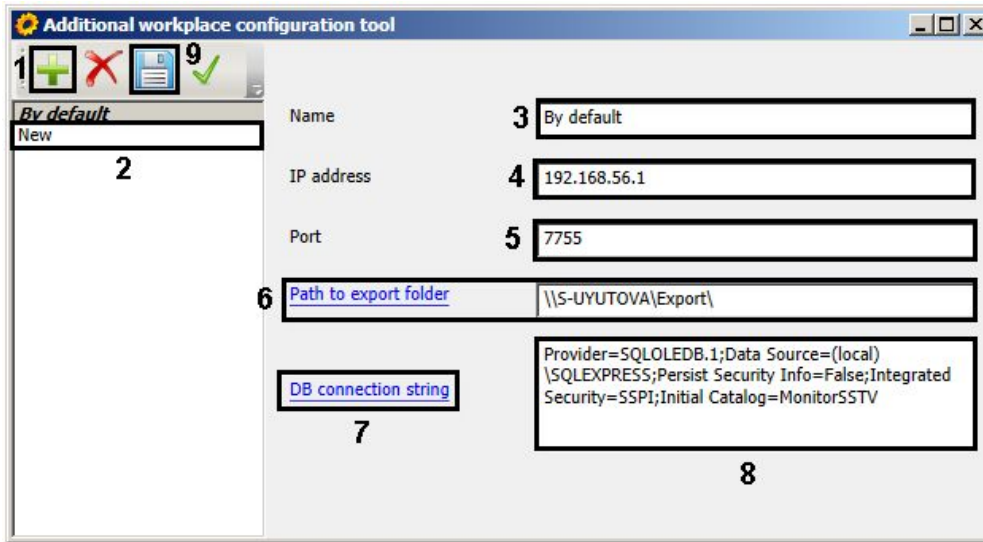 Additional workplace configuration tool
1
9
By default
New
2
Name
3
By default
IP address
4
192.168.56.1
Port
5
7755
6
Path to export folder
\\S-UYUTOVA\Export\
DB connection string
7
Provider=SQLOLEDB.1;Data Source=(local)
\SQLEXPRESS;Persist Security Info=False;Integrated
Security=SSPI;Initial Catalog=MonitorSSTV
8